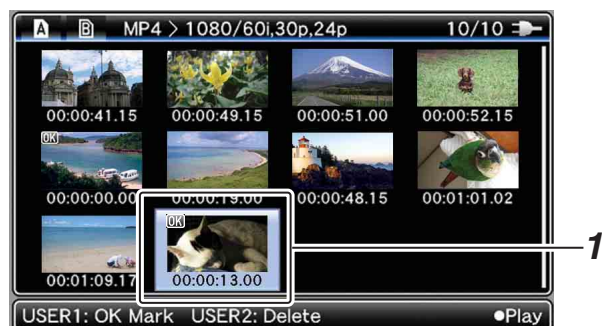 A B MP4 > 1080/60i,30p,24p 10/10
00:00:41.15 00:00:49.15 00:00:51.00 00:00:52.15
OK
00:00:00.00 00:00:19.00 00:00:48.15 00:01:01.02
OK
00:01:09.17 00:00:13.00
1
USER1: OK Mark USER2: Delete ●Play